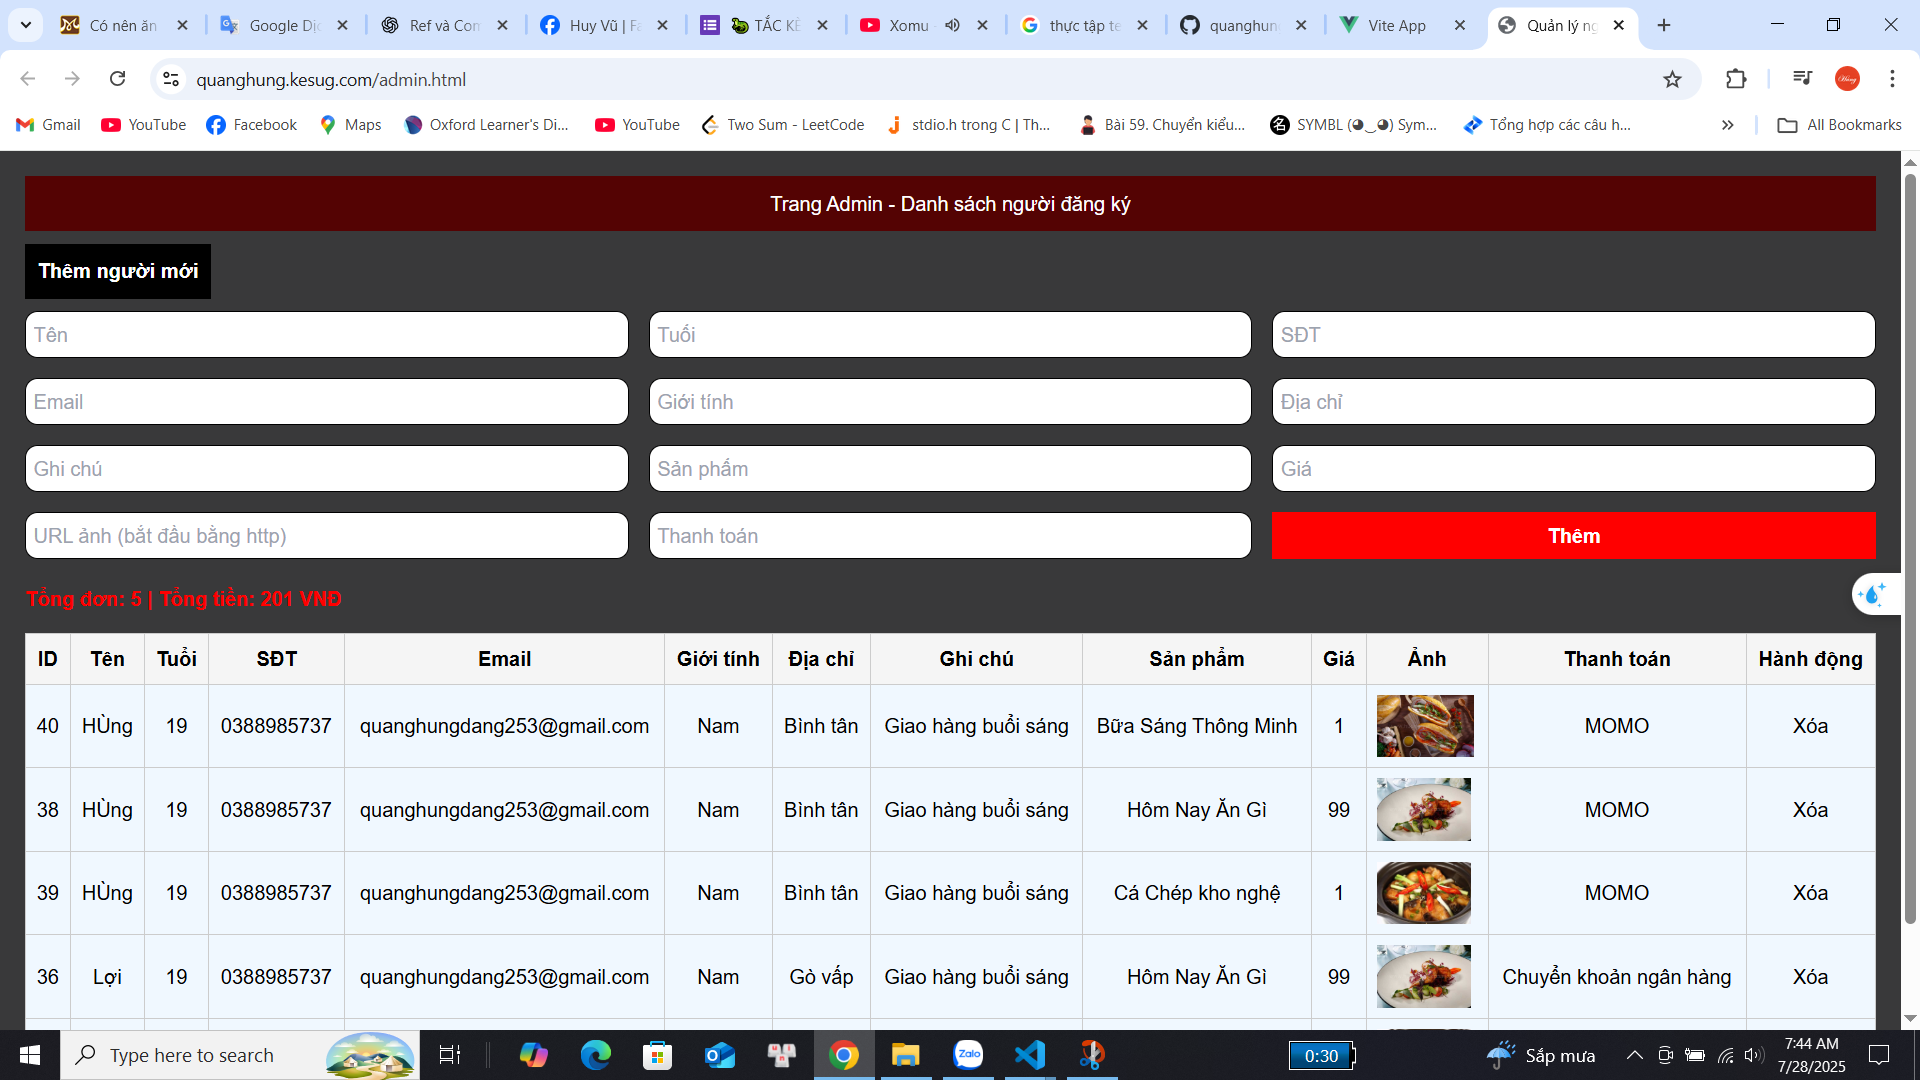 Có nên ăn
Google Dịc
Ref và Com
Huy Vũ | Fa
TẮC KÈ
Xomu
thực tập te
quanghun
Vite App
Quản lý ng
quanghung.kesug.com/admin.html
Gmail
YouTube
Facebook
Maps
Oxford Learner's Di...
YouTube
Two Sum - LeetCode
stdio.h trong C | Th...
Bài 59. Chuyển kiểu...
SYMBL (◕‿◕) Sym...
Tổng hợp các câu h...
All Bookmarks
Trang Admin - Danh sách người đăng ký
Thêm người mới
Tên Tuổi SĐT
Email Giới tính Địa chỉ
Ghi chú Sản phẩm Giá
URL ảnh (bắt đầu bằng http) Thanh toán Thêm
Tổng đơn: 5 | Tổng tiền: 201 VNĐ
ID Tên Tuổi SĐT Email Giới tính Địa chỉ Ghi chú Sản phẩm Giá Ảnh Thanh toán Hành động
40 HÙng 19 0388985737 quanghungdang253@gmail.com Nam Bình tân Giao hàng buổi sáng Bữa Sáng Thông Minh 1 MOMO Xóa
38 HÙng 19 0388985737 quanghungdang253@gmail.com Nam Bình tân Giao hàng buổi sáng Hôm Nay Ăn Gì 99 MOMO Xóa
39 HÙng 19 0388985737 quanghungdang253@gmail.com Nam Bình tân Giao hàng buổi sáng Cá Chép kho nghệ 1 MOMO Xóa
36 Lợi 19 0388985737 quanghungdang253@gmail.com Nam Gò vấp Giao hàng buổi sáng Hôm Nay Ăn Gì 99 Chuyển khoản ngân hàng Xóa
Type here to search
Zalo
0:30
Sắp mưa
7:44 AM
7/28/2025